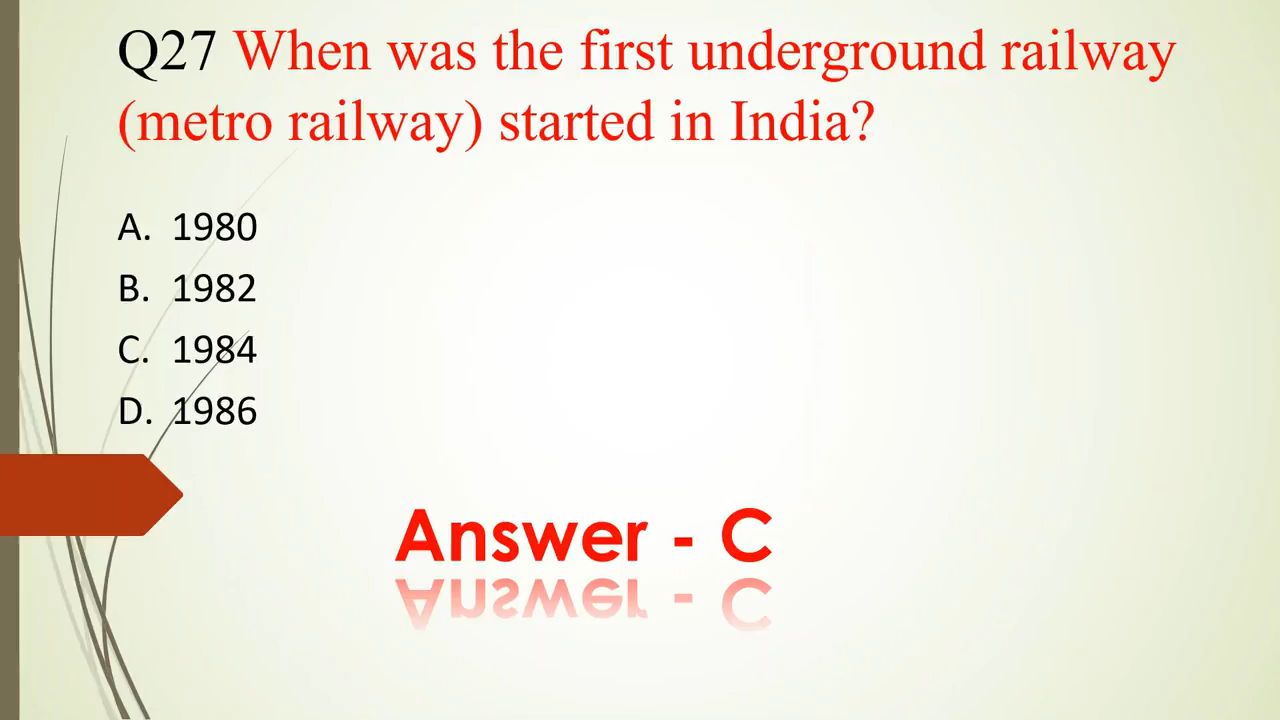 Q27 When was the first underground railway
(metro railway) started in India?
A. 1980
B. 1982
C. 1984
D. 1986
Answer - C